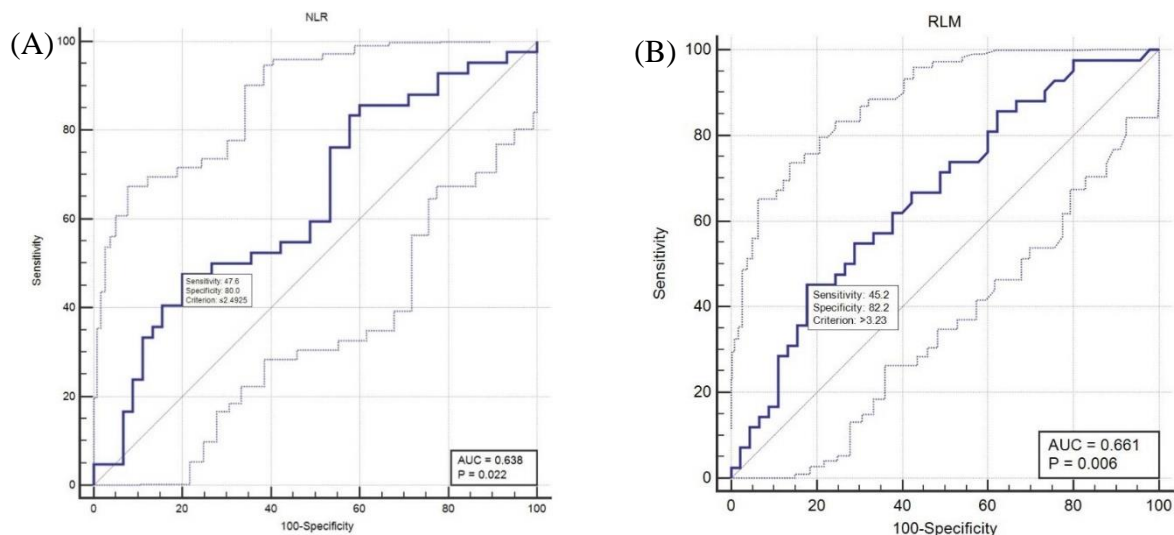 (A)
NLR
100
80
60
40
20
0
Sensitivity
Sensitivity: 47.6
Specificity: 80.0
Criterion: ≤2.4925
AUC = 0.638
P = 0.022
0 20 40 60 80 100
100-Specificity
(B)
RLM
100
80
60
40
20
0
Sensitivity
Sensitivity: 45.2
Specificity: 82.2
Criterion: >3.23
AUC = 0.661
P = 0.006
0 20 40 60 80 100
100-Specificity